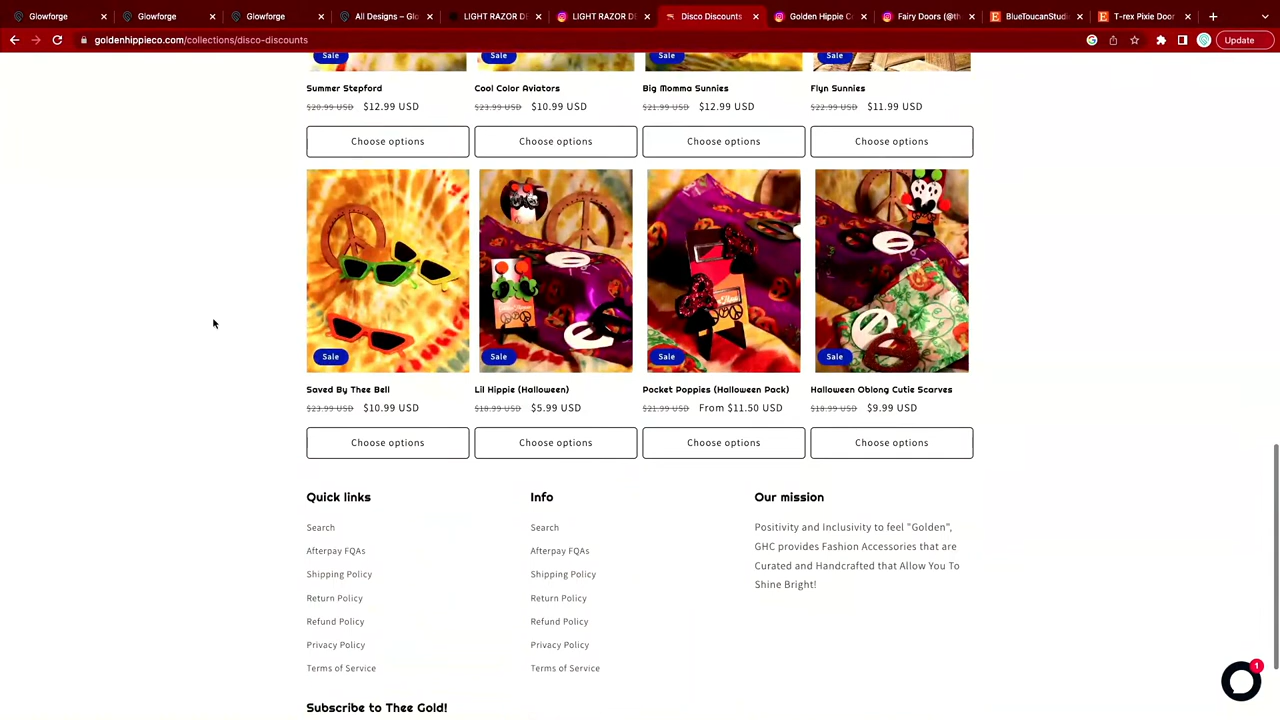 Glowforge
Glowforge
Glowforge
All Designs – Glo
LIGHT RAZOR DE
LIGHT RAZOR DE
Disco Discounts
Golden Hippie Co
Fairy Doors (@th
BlueToucanStudi
T-rex Pixie Door
goldenhippieco.com/collections/disco-discounts
Update
Sale
Sale
Sale
Sale
Summer Stepford
Cool Color Aviators
Big Momma Sunnies
Flyn Sunnies
$20.99 USD $12.99 USD
$23.99 USD $10.99 USD
$21.99 USD $12.99 USD
$22.99 USD $11.99 USD
Choose options
Choose options
Choose options
Choose options
Sale
Sale
Sale
Sale
Saved By Thee Bell
Lil Hippie (Halloween)
Pocket Poppies (Halloween Pack)
Halloween Oblong Cutie Scarves
$23.99 USD $10.99 USD
$18.99 USD $5.99 USD
$21.99 USD From $11.50 USD
$18.99 USD $9.99 USD
Choose options
Choose options
Choose options
Choose options
Quick links
Search
Afterpay FQAs
Shipping Policy
Return Policy
Refund Policy
Privacy Policy
Terms of Service
Info
Search
Afterpay FQAs
Shipping Policy
Return Policy
Refund Policy
Privacy Policy
Terms of Service
Our mission
Positivity and Inclusivity to feel "Golden",
GHC provides Fashion Accessories that are
Curated and Handcrafted that Allow You To
Shine Bright!
Subscribe to Thee Gold!
1